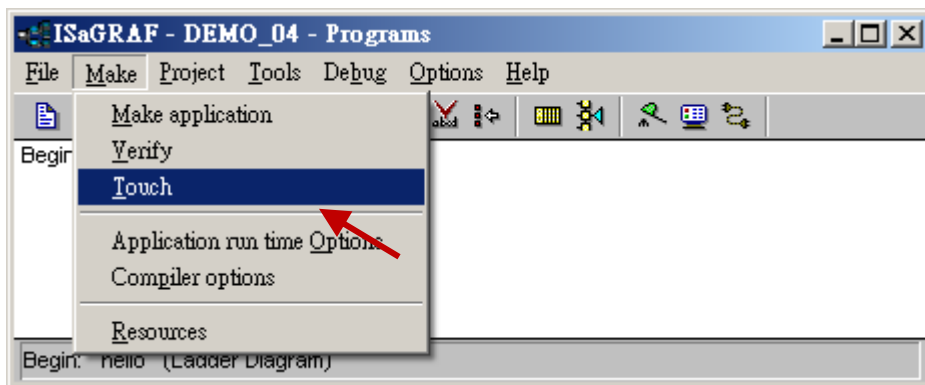 ISaGRAF - DEMO_04 - Programs
File Make Project Tools Debug Options Help
Make application
Begin
Verify
Touch
Application run time Options
Compiler options
Resources
Begin: hello (Ladder Diagram)